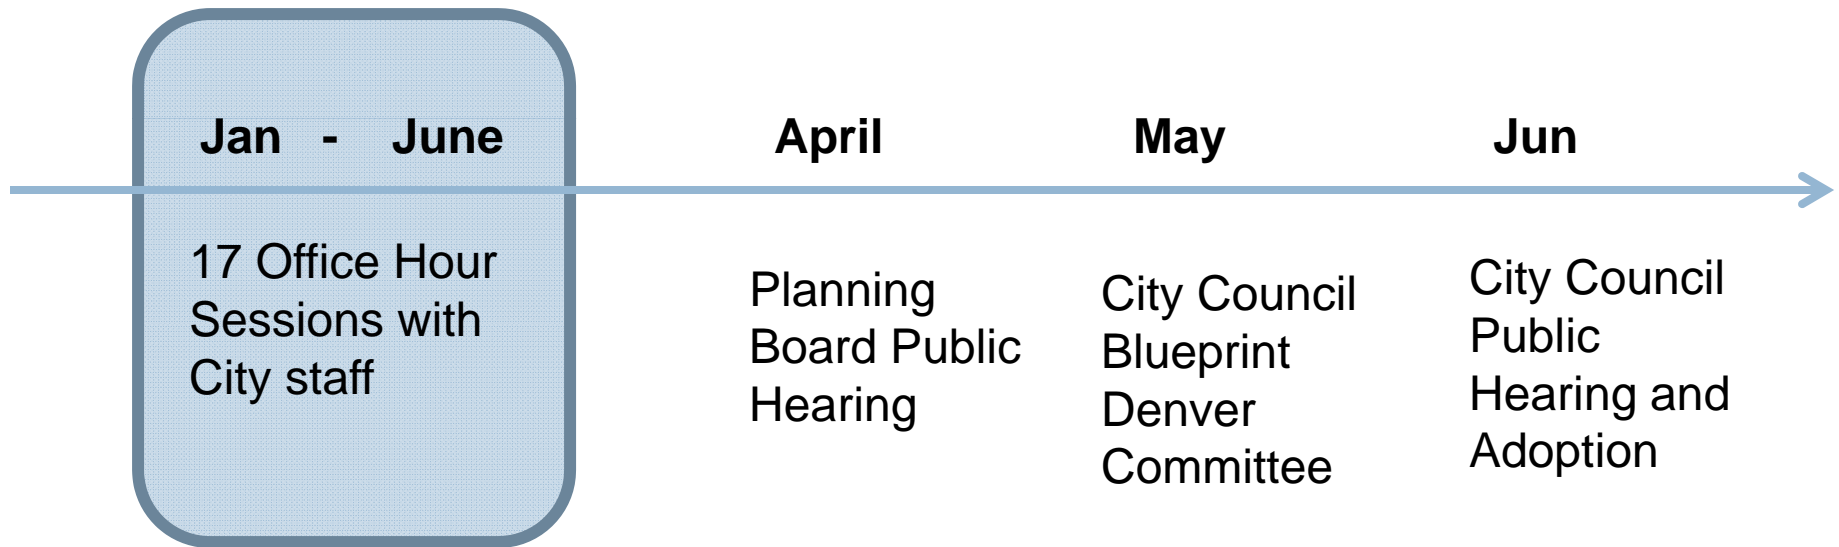 Jan - June
17 Office Hour
Sessions with
City staff
April
Planning
Board Public
Hearing
May
City Council
Blueprint
Denver
Committee
Jun
City Council
Public
Hearing and
Adoption